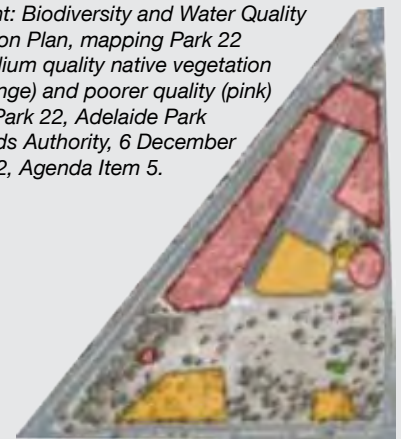 nt: Biodiversity and Water Quality
on Plan, mapping Park 22
lium quality native vegetation
nge) and poorer quality (pink)
Park 22, Adelaide Park
ds Authority, 6 December
2, Agenda Item 5.